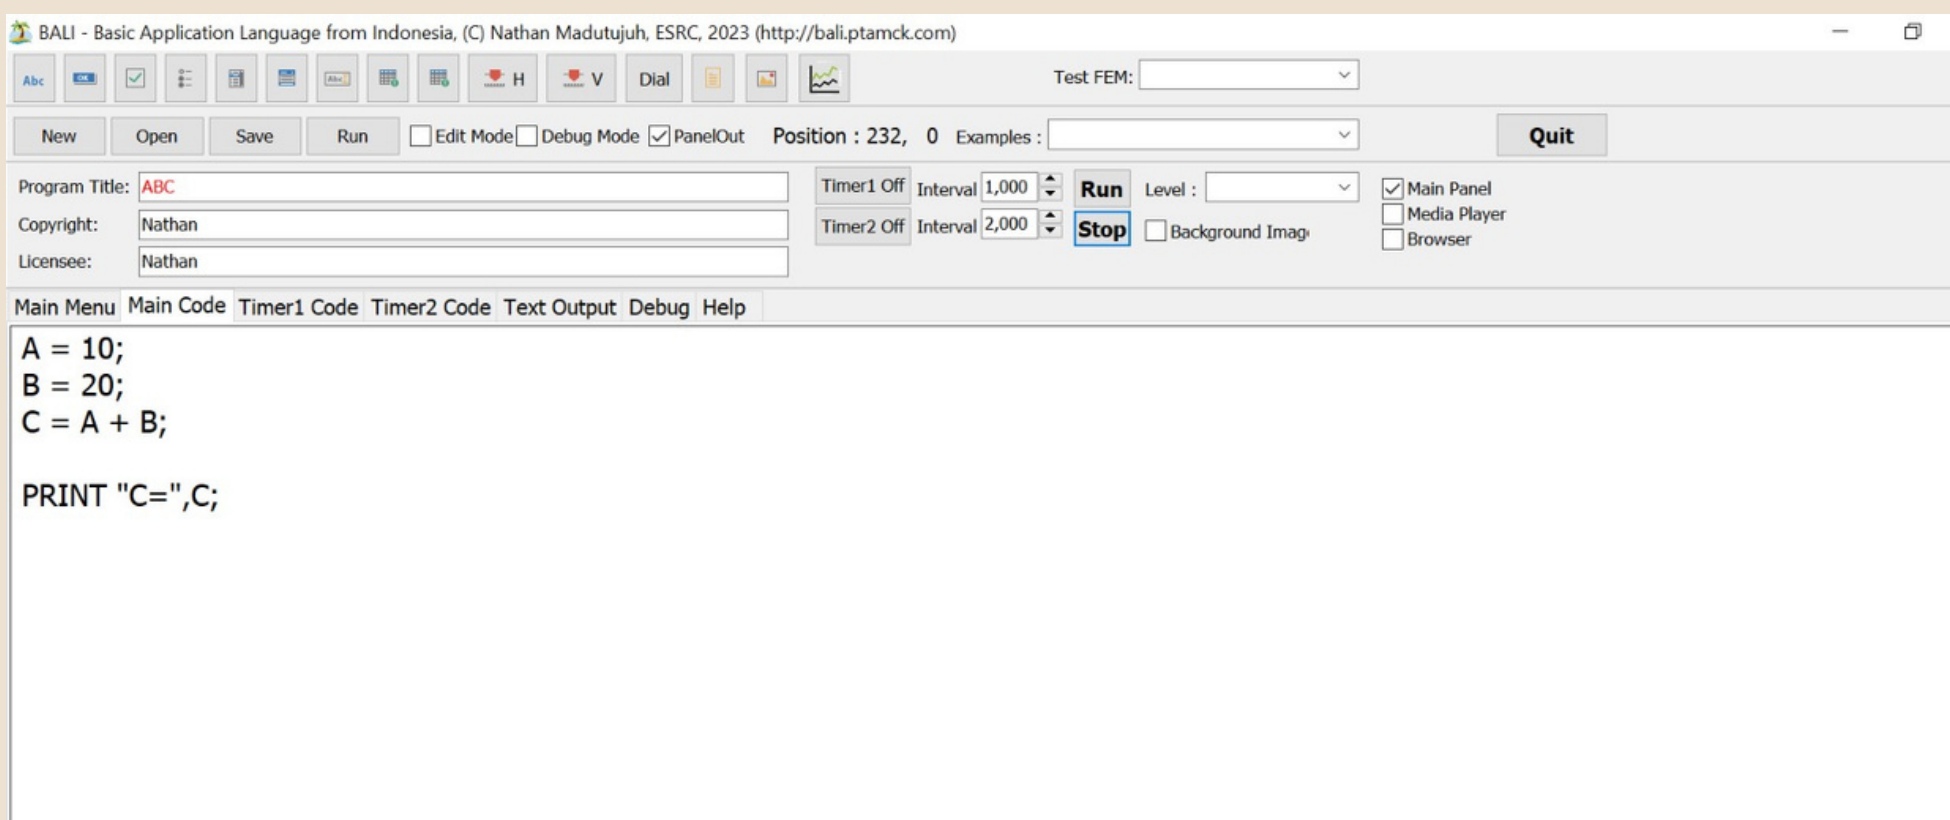 BALI - Basic Application Language from Indonesia, (C) Nathan Madutujuh, ESRC, 2023 (http://bali.ptamck.com)
Abc OK Abc H V Dial Test FEM:
New Open Save Run Edit Mode Debug Mode PanelOut Position : 232, 0 Examples : Quit
Program Title: ABC Timer1 Off Interval 1,000 Run Level : Main Panel
Copyright: Nathan Timer2 Off Interval 2,000 Stop Background Imag Media Player
Licensee: Nathan Browser
Main Menu Main Code Timer1 Code Timer2 Code Text Output Debug Help
A = 10;
B = 20;
C = A + B;
PRINT "C=",C;